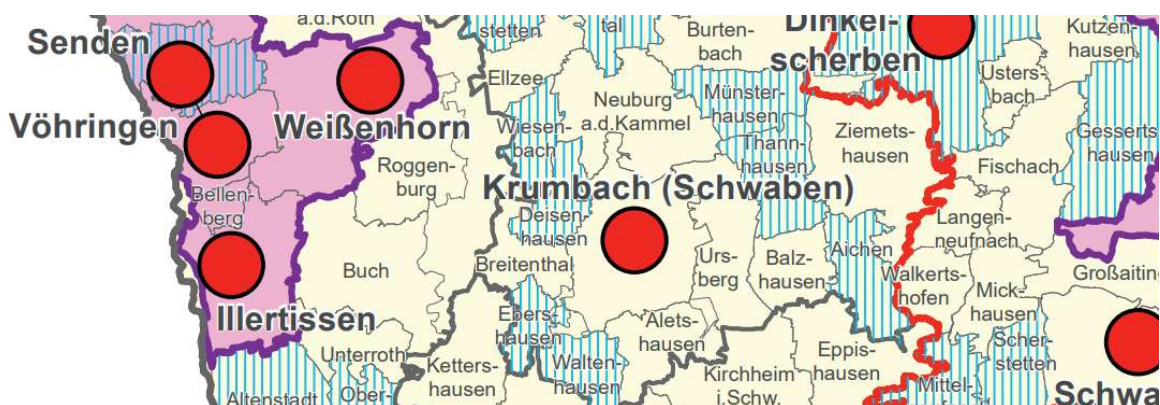 a.d.Roth
stetten
tal
Burten-
bach
Dinkel-
scherben
Kutzen-
hausen
Senden
Ellzee
Neuburg
a.d.Kammel
Münster-
hausen
Usters-
bach
Vöhringen
Weißenhorn
Wiesen-
bach
Ziemets-
hausen
Gesserts-
hausen
Roggen-
burg
Thann-
hausen
Fischach
Bellen-
berg
Krumbach (Schwaben)
Deisen-
hausen
Langen-
neufnach
Buch
Breitenthal
Urs-
berg
Balz-
hausen
Aichen
Walkerts-
hofen
Großaiting
Mick-
hausen
Illertissen
Ebers-
hausen
Alets-
hausen
Unterroth
Ketters-
hausen
Walten-
hausen
Eppis-
hausen
Scher-
stetten
Kirchheim
i.Schw.
Altenstadt
Ober-
Mittel-
Schwa